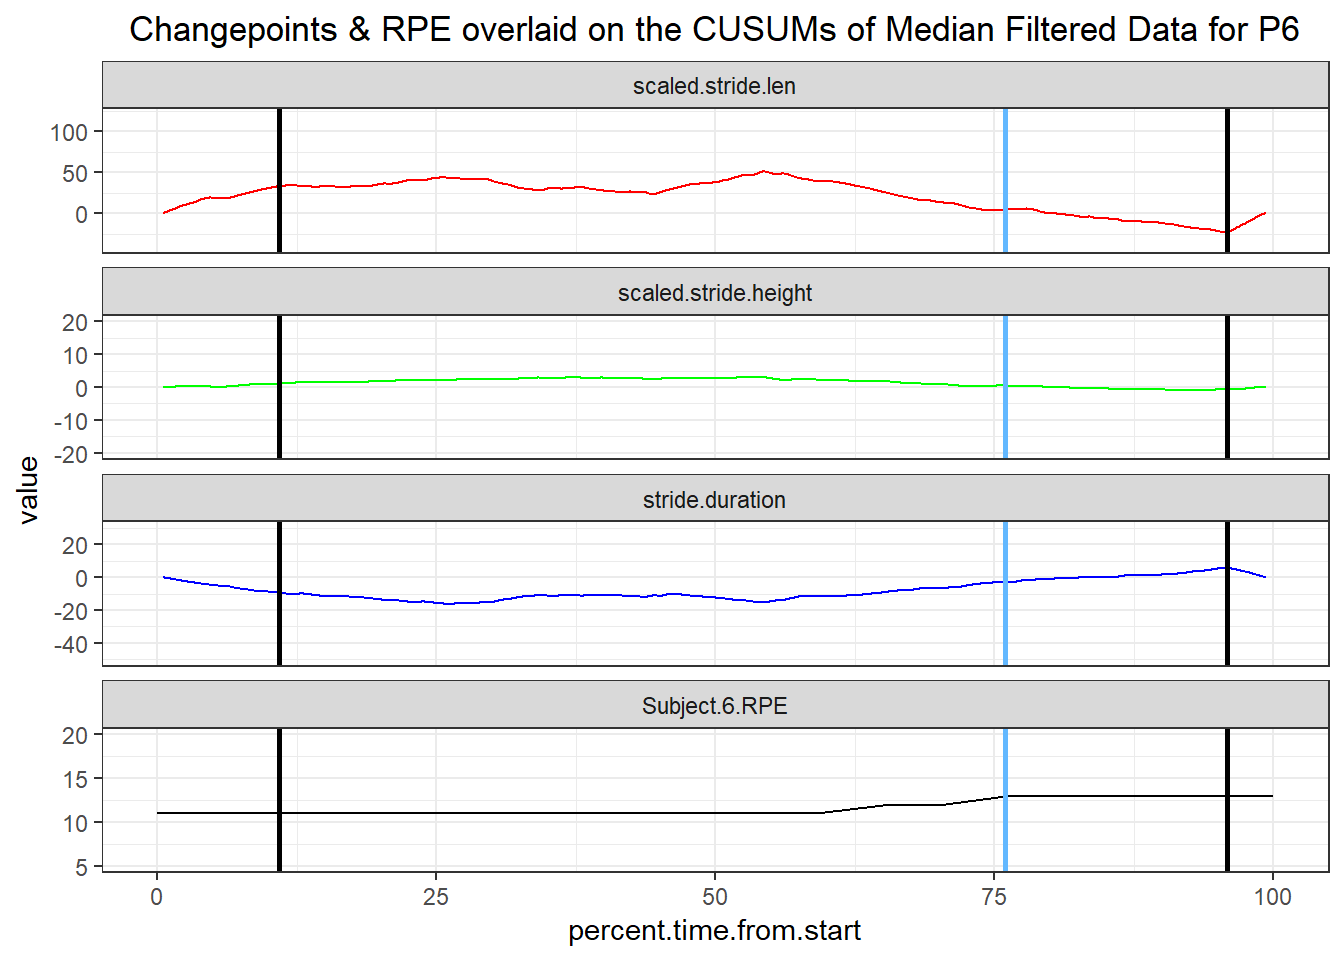 Changepoints & RPE overlaid on the CUSUMs of Median Filtered Data for P6
scaled.stride.len
100
50
0
scaled.stride.height
20
10
0
-10
-20
stride.duration
20
0
-20
-40
Subject.6.RPE
20
15
10
5
0 25 50 75 100
percent.time.from.start
value